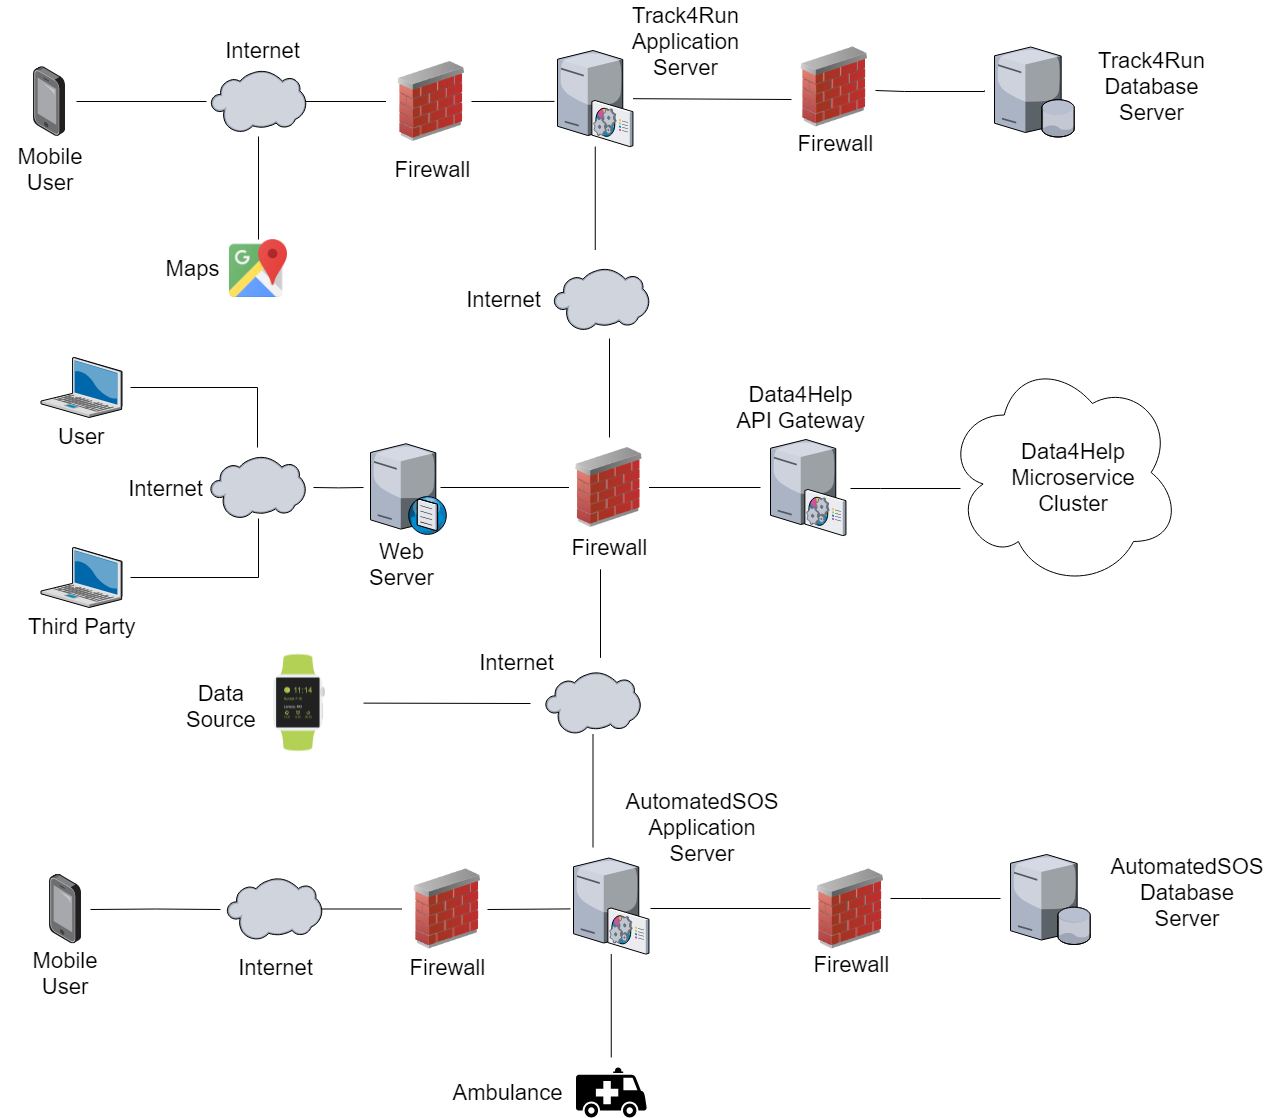 Track4Run
Application
Server
Internet
Track4Run
Database
Server
Mobile
User
Firewall
Firewall
G
Maps
Internet
Data4Help
API Gateway
User
Internet
Data4Help
Microservice
Cluster
Web
Server
Firewall
Third Party
Internet
Data
Source
11:14
AutomatedSOS
Application
Server
AutomatedSOS
Database
Server
Mobile
User
Internet
Firewall
Firewall
Ambulance